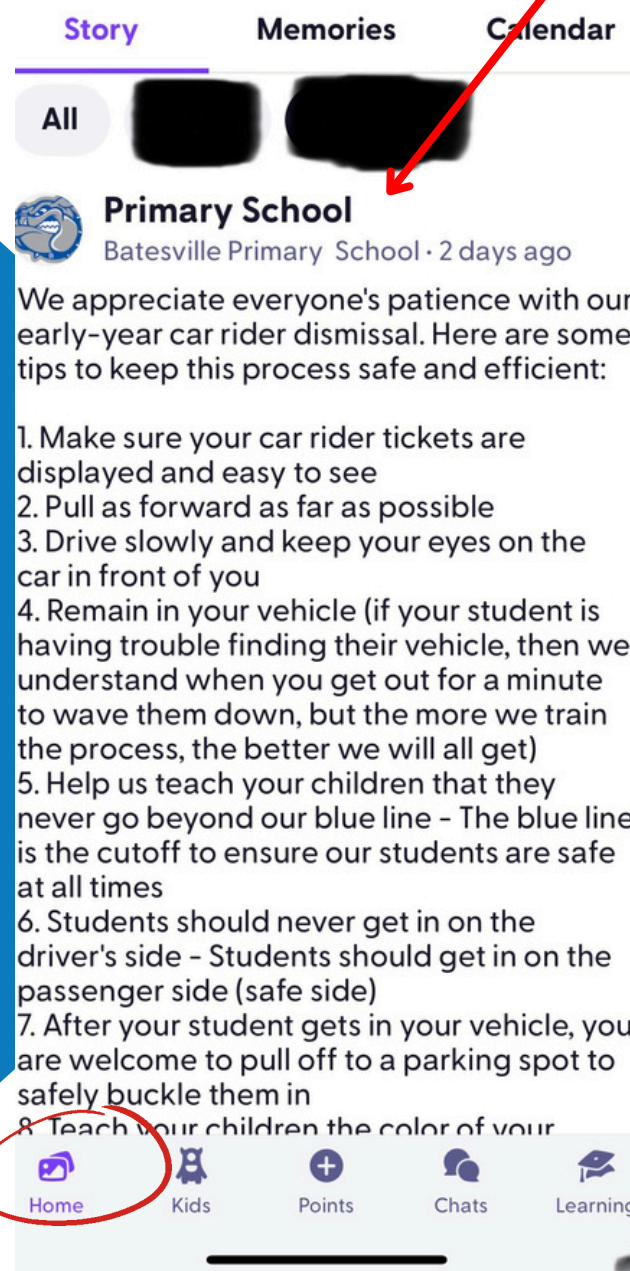 Story Memories Calendar
All
Primary School
Batesville Primary School · 2 days ago
We appreciate everyone's patience with our
early-year car rider dismissal. Here are some
tips to keep this process safe and efficient:
1. Make sure your car rider tickets are
displayed and easy to see
2. Pull as forward as far as possible
3. Drive slowly and keep your eyes on the
car in front of you
4. Remain in your vehicle (if your student is
having trouble finding their vehicle, then we
understand when you get out for a minute
to wave them down, but the more we train
the process, the better we will all get)
5. Help us teach your children that they
never go beyond our blue line - The blue line
is the cutoff to ensure our students are safe
at all times
6. Students should never get in on the
driver's side - Students should get in on the
passenger side (safe side)
7. After your student gets in your vehicle, you
are welcome to pull off to a parking spot to
safely buckle them in
8. Teach your children the color of your
Home Kids Points Chats Learning